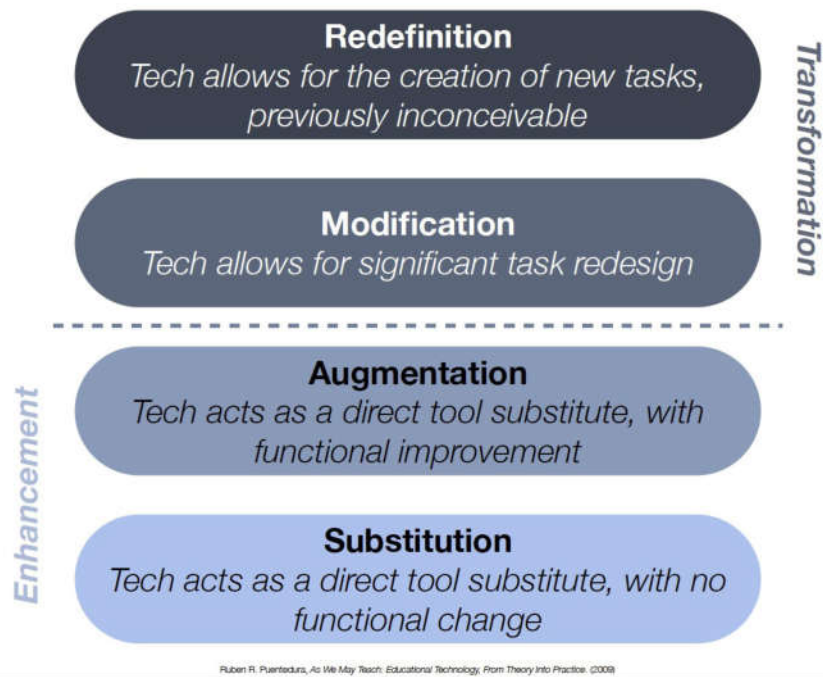 Redefinition
Tech allows for the creation of new tasks,
previously inconceivable
Transformation
Modification
Tech allows for significant task redesign
Enhancement
Augmentation
Tech acts as a direct tool substitute, with
functional improvement
Substitution
Tech acts as a direct tool substitute, with no
functional change
Ruben R. Puentedura, As We May Teach: Educational Technology, From Theory Into Practice. (2009)